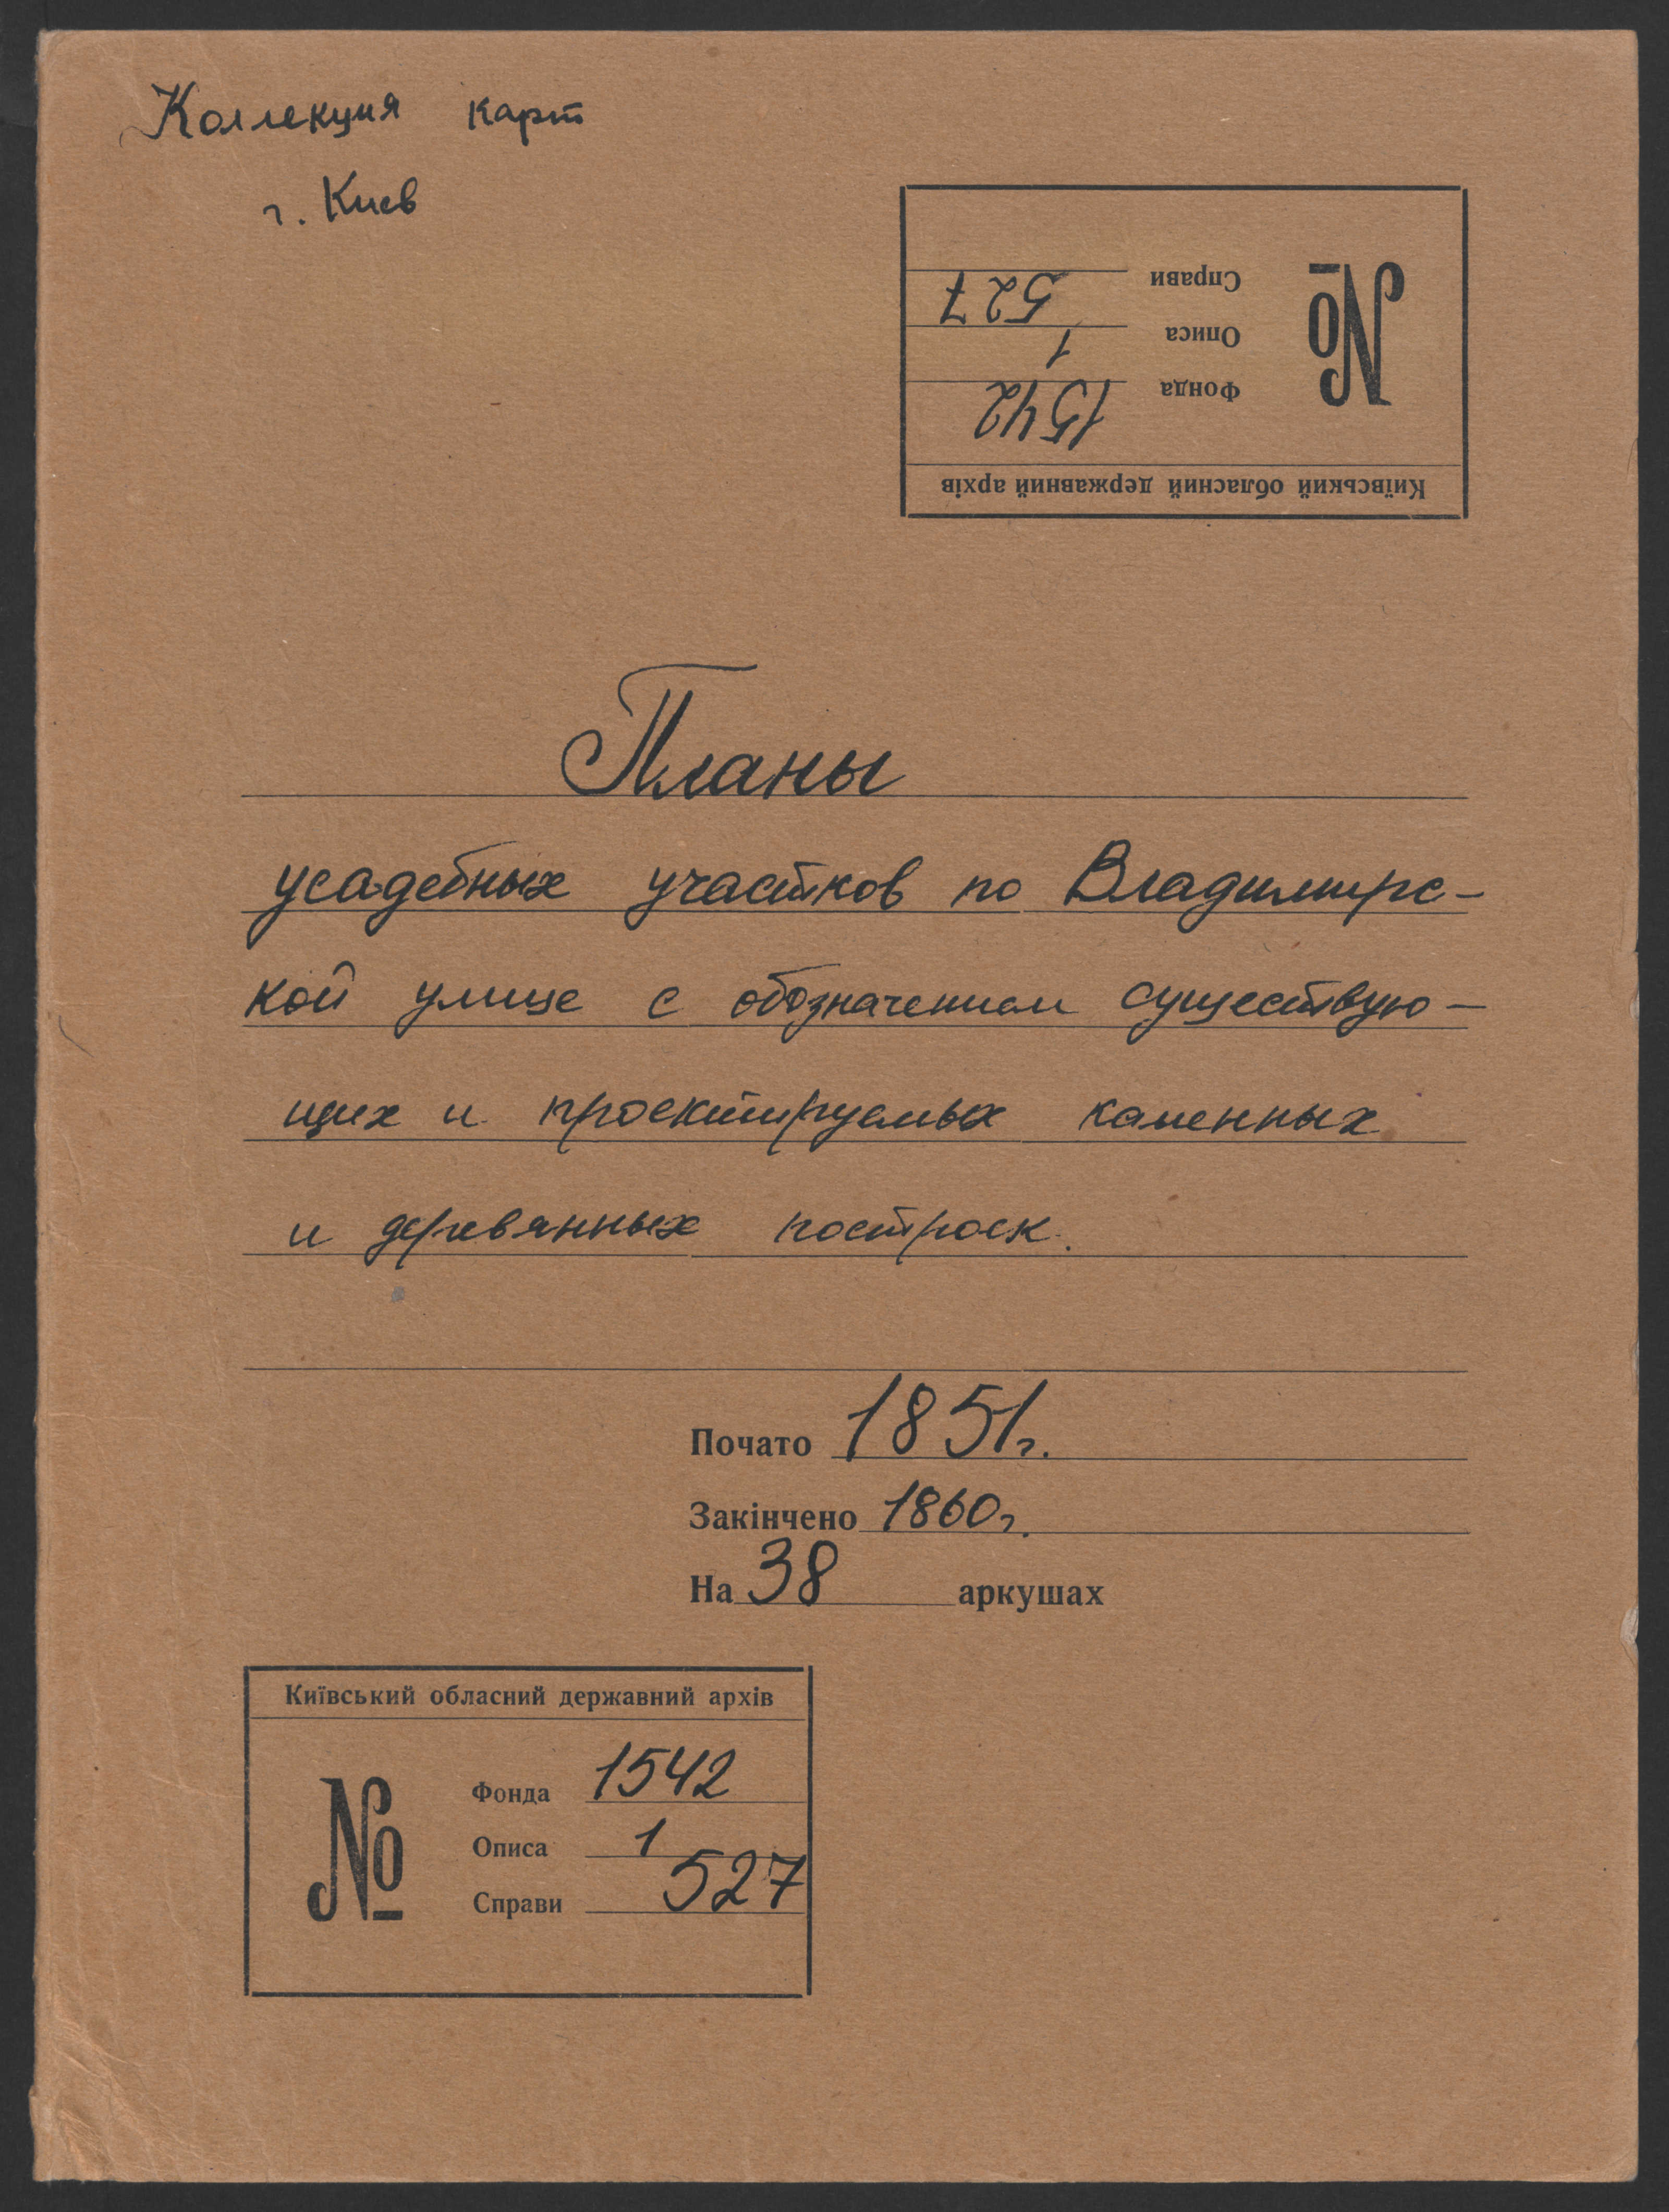 Коллекция карт
г. Киев
Київський обласний державний архів
№
Фонда 1542
Описа 1
Справи 527
Планы
усадебных участков по Владимирс-
кой улице с обозначением существую-
щих и проектируемых каменных
и деревянных построек.
Почато 1851г.
Закінчено 1860г.
На 38 аркушах
Київський обласний державний архів
№
Фонда 1542
Описа 1
Справи 527